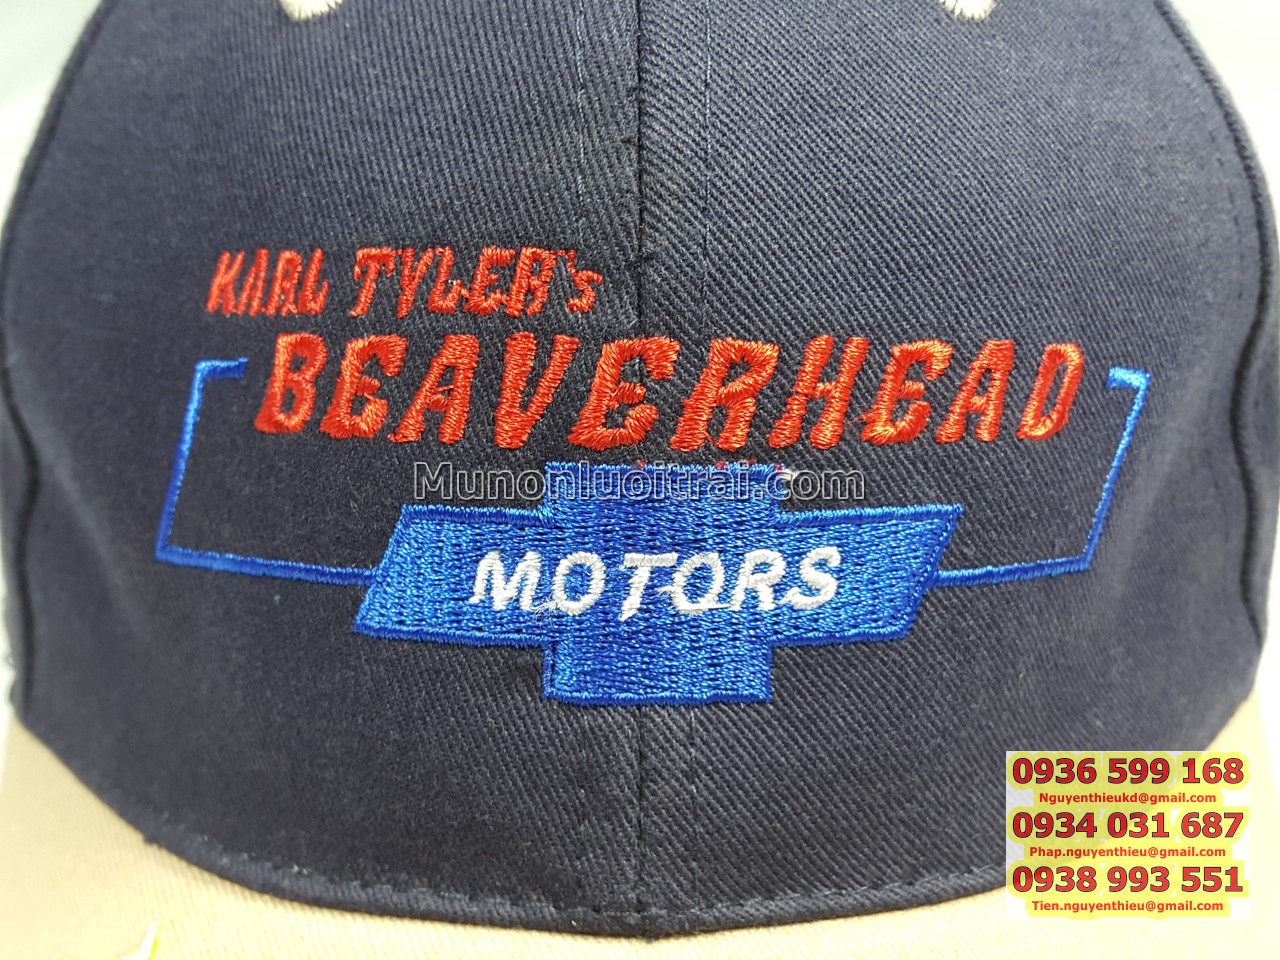 KARL TYLER's
BEAVERHEAD
Munonluoitrai.com
MOTORS
0936 599 168
Nguyenthieukd@gmail.com
0934 031 687
Phap.nguyenthieu@gmail.com
0938 993 551
Tien.nguyenthieu@gmail.com